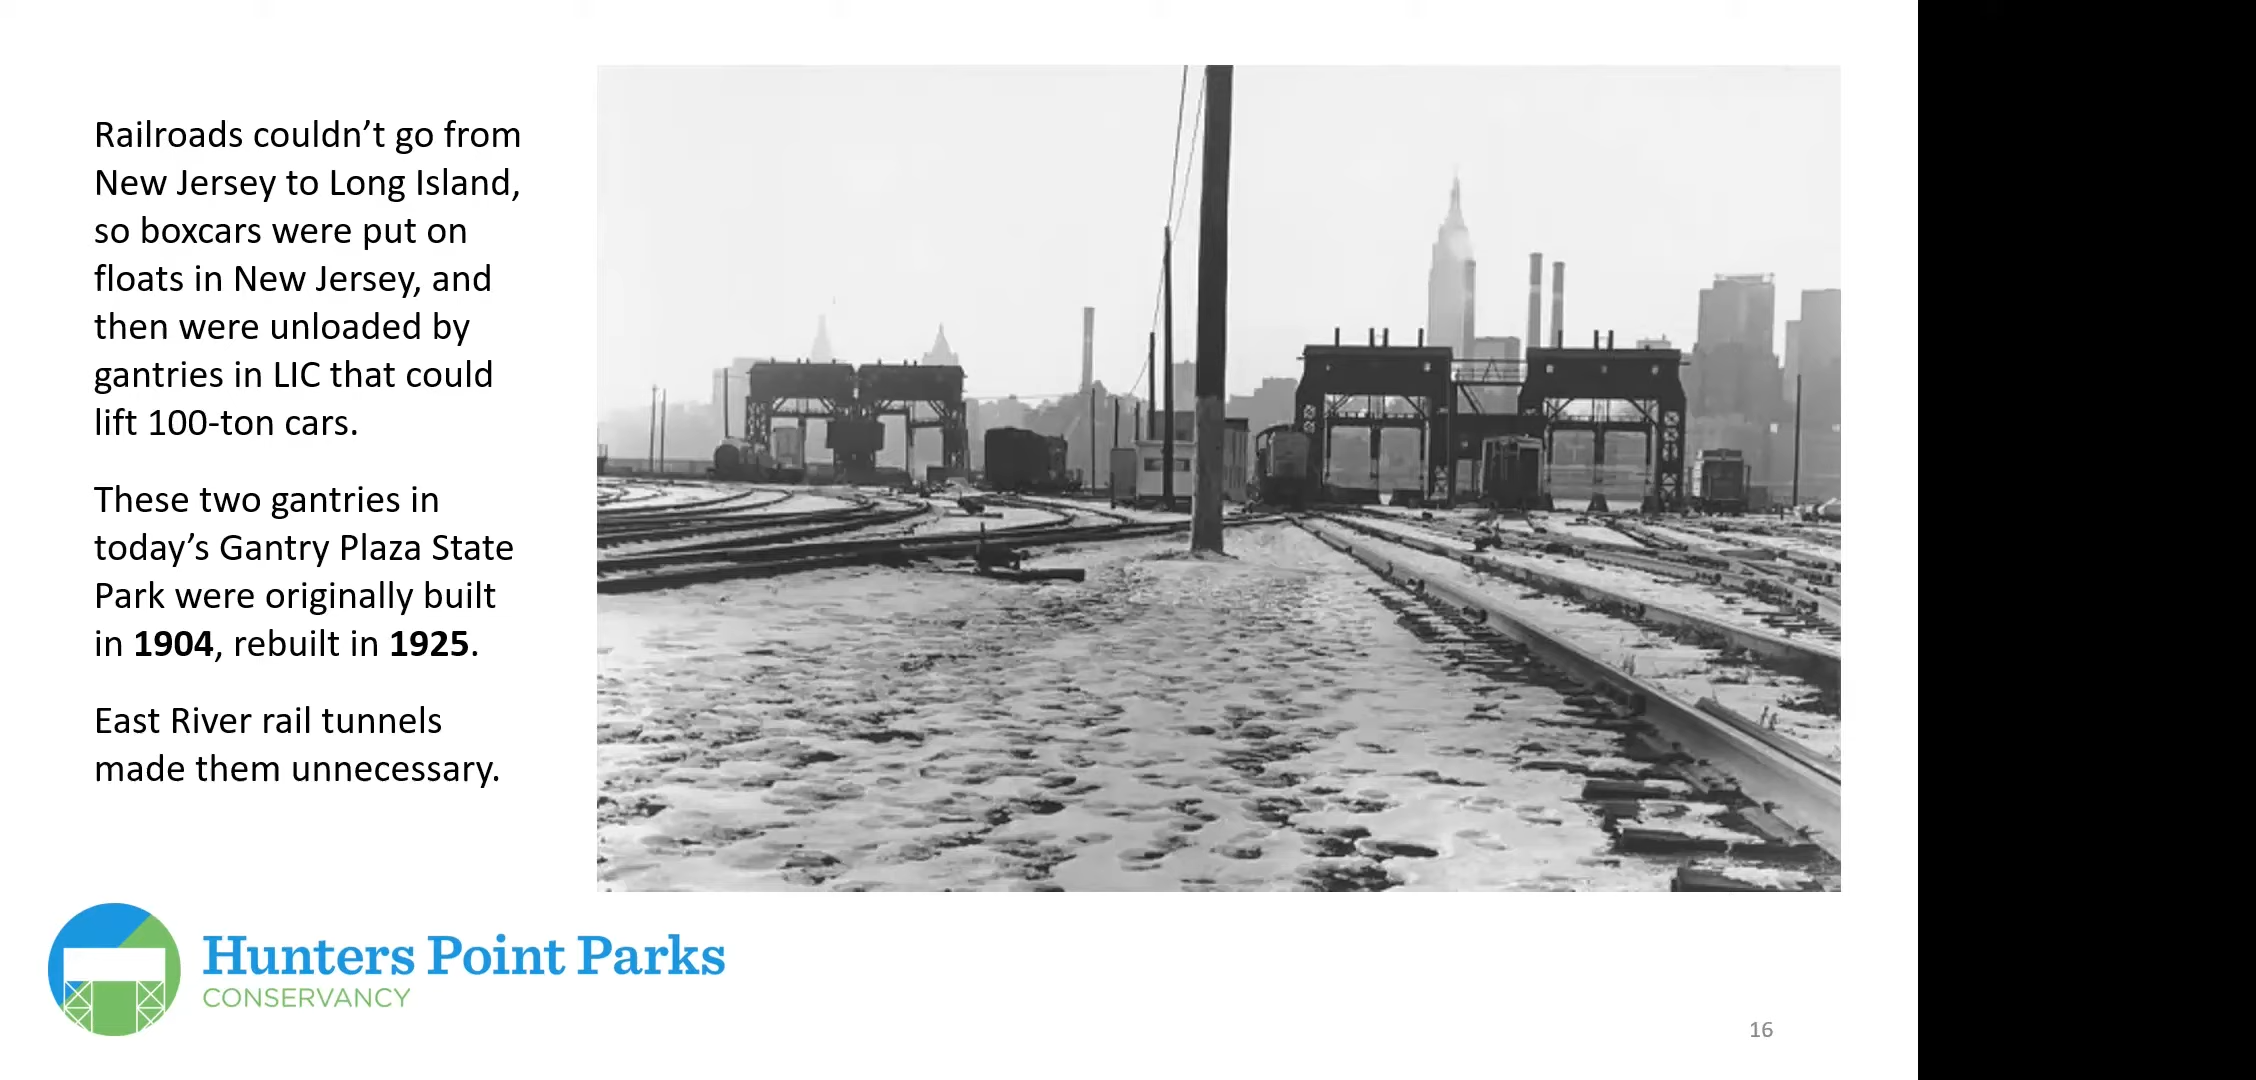 Railroads couldn’t go from
New Jersey to Long Island,
so boxcars were put on
floats in New Jersey, and
then were unloaded by
gantries in LIC that could
lift 100-ton cars.
These two gantries in
today’s Gantry Plaza State
Park were originally built
in 1904, rebuilt in 1925.
East River rail tunnels
made them unnecessary.
Hunters Point Parks
CONSERVANCY
16